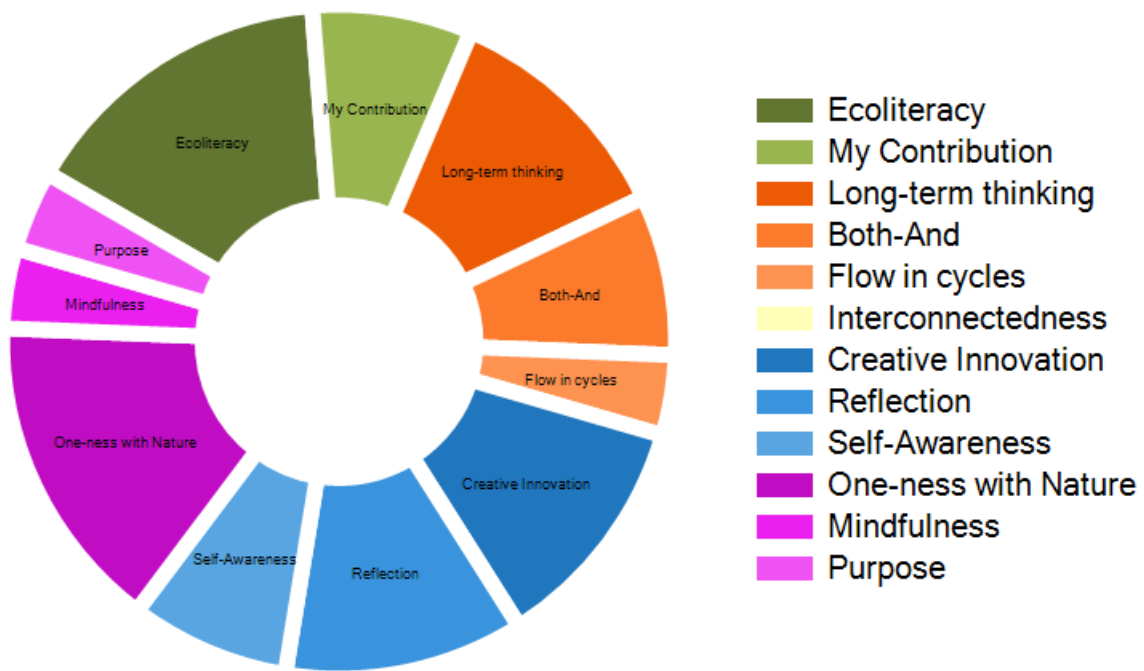 My Contribution
Ecoliteracy
Long-term thinking
Purpose
Both-And
Mindfulness
Flow in cycles
One-ness with Nature
Creative Innovation
Self-Awareness
Reflection
Ecoliteracy
My Contribution
Long-term thinking
Both-And
Flow in cycles
Interconnectedness
Creative Innovation
Reflection
Self-Awareness
One-ness with Nature
Mindfulness
Purpose